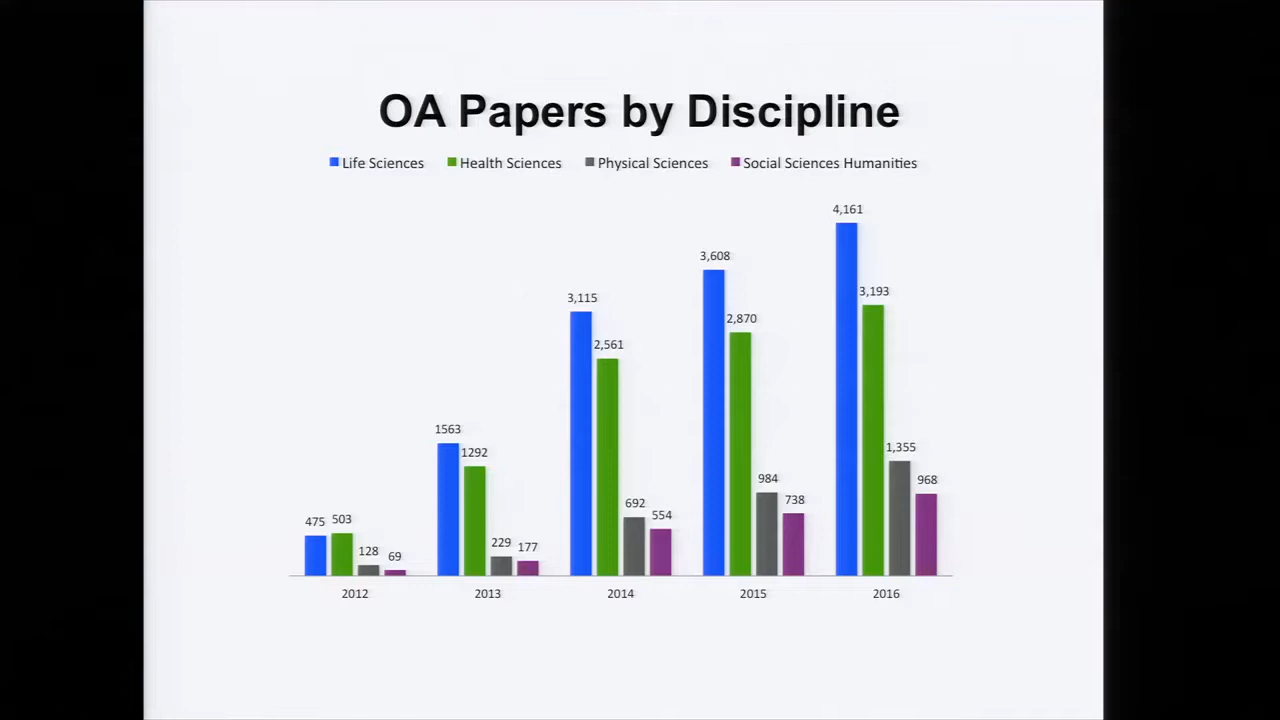 OA Papers by Discipline
Life Sciences Health Sciences Physical Sciences Social Sciences Humanities
475 503 128 69
1563 1292 229 177
3,115 2,561 692 554
3,608 2,870 984 738
4,161 3,193 1,355 968
2012 2013 2014 2015 2016